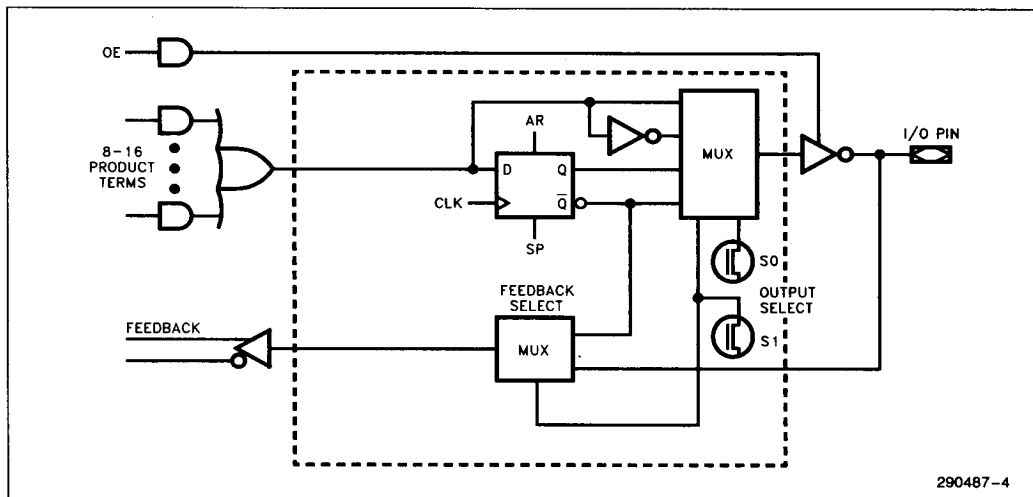 OE
8-16
PRODUCT
TERMS
AR
D
Q
CLK
Q̅
SP
MUX
I/O PIN
S0
OUTPUT
SELECT
S1
FEEDBACK
SELECT
MUX
FEEDBACK
290487-4